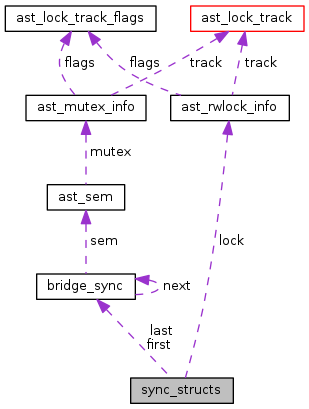 ast_lock_track_flags
ast_lock_track
flags
flags
track
track
ast_mutex_info
ast_rwlock_info
mutex
ast_sem
sem
lock
bridge_sync
next
last
first
sync_structs